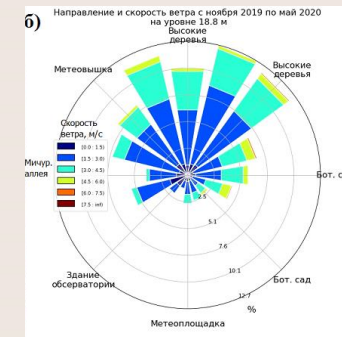 б)
Направление и скорость ветра с ноября 2019 по май 2020
на уровне 18.8 м
Высокие
деревья
Метеовышка
Высокие
деревья
Скорость
ветра, м/с
[0.0 : 1.5)
[1.5 : 3.0)
[3.0 : 4.5)
[4.5 : 6.0)
[6.0 : 7.5)
[7.5 : inf)
Мичур.
аллея
Бот. с
2.5
5.1
7.6
10.1
12.7
%
Здание
обсерватории
Бот. сад
Метеоплощадка